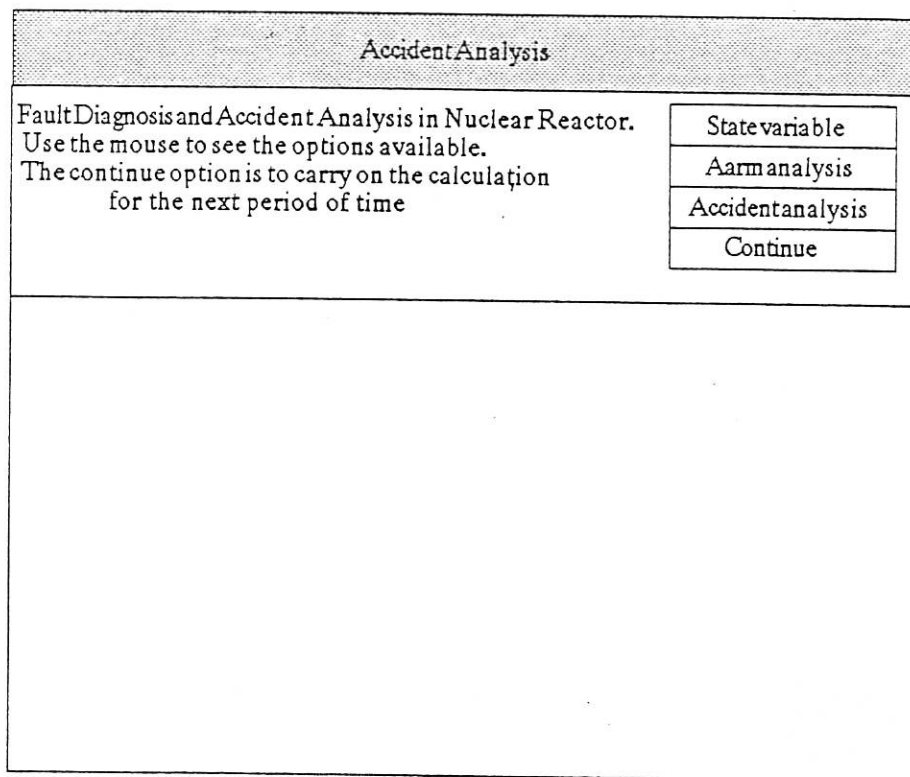 Accident Analysis
Fault Diagnosis and Accident Analysis in Nuclear Reactor.
Use the mouse to see the options available.
The continue option is to carry on the calculation
for the next period of time
State variable
Aarm analysis
Accident analysis
Continue